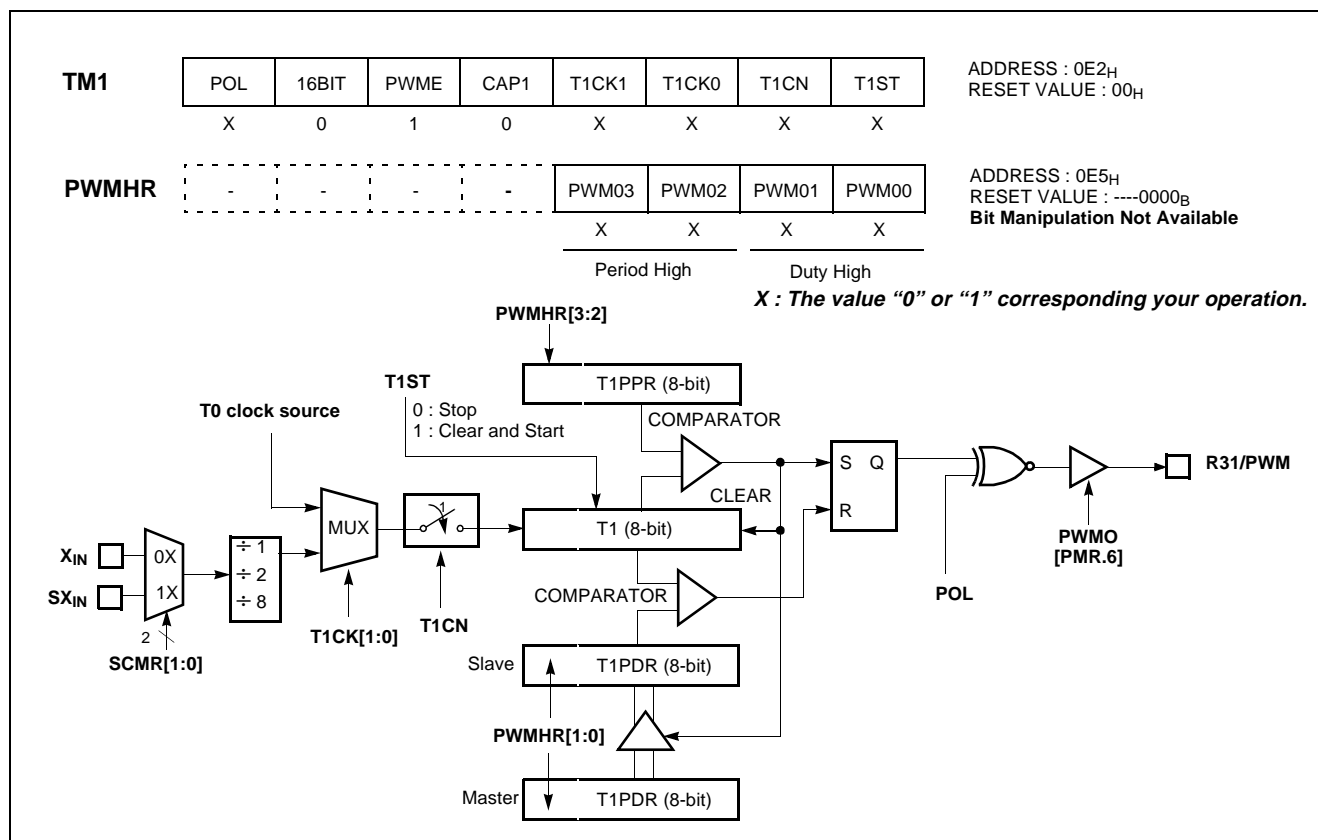 TM1 POL 16BIT PWME CAP1 T1CK1 T1CK0 T1CN T1ST
ADDRESS : 0E2H
RESET VALUE : 00H
X 0 1 0 X X X X
PWMHR - - - - PWM03 PWM02 PWM01 PWM00
ADDRESS : 0E5H
RESET VALUE : ----0000B
Bit Manipulation Not Available
X X X X
Period High Duty High
X : The value “0” or “1” corresponding your operation.
PWMHR[3:2]
T1PPR (8-bit)
T1ST
0 : Stop
1 : Clear and Start
T0 clock source
COMPARATOR
S Q
R
R31/PWM
CLEAR
MUX
1
T1 (8-bit)
XIN
SXIN
0X
1X
÷ 1
÷ 2
÷ 8
PWMO
[PMR.6]
POL
COMPARATOR
2
SCMR[1:0]
T1CK[1:0]
T1CN
Slave T1PDR (8-bit)
PWMHR[1:0]
Master T1PDR (8-bit)